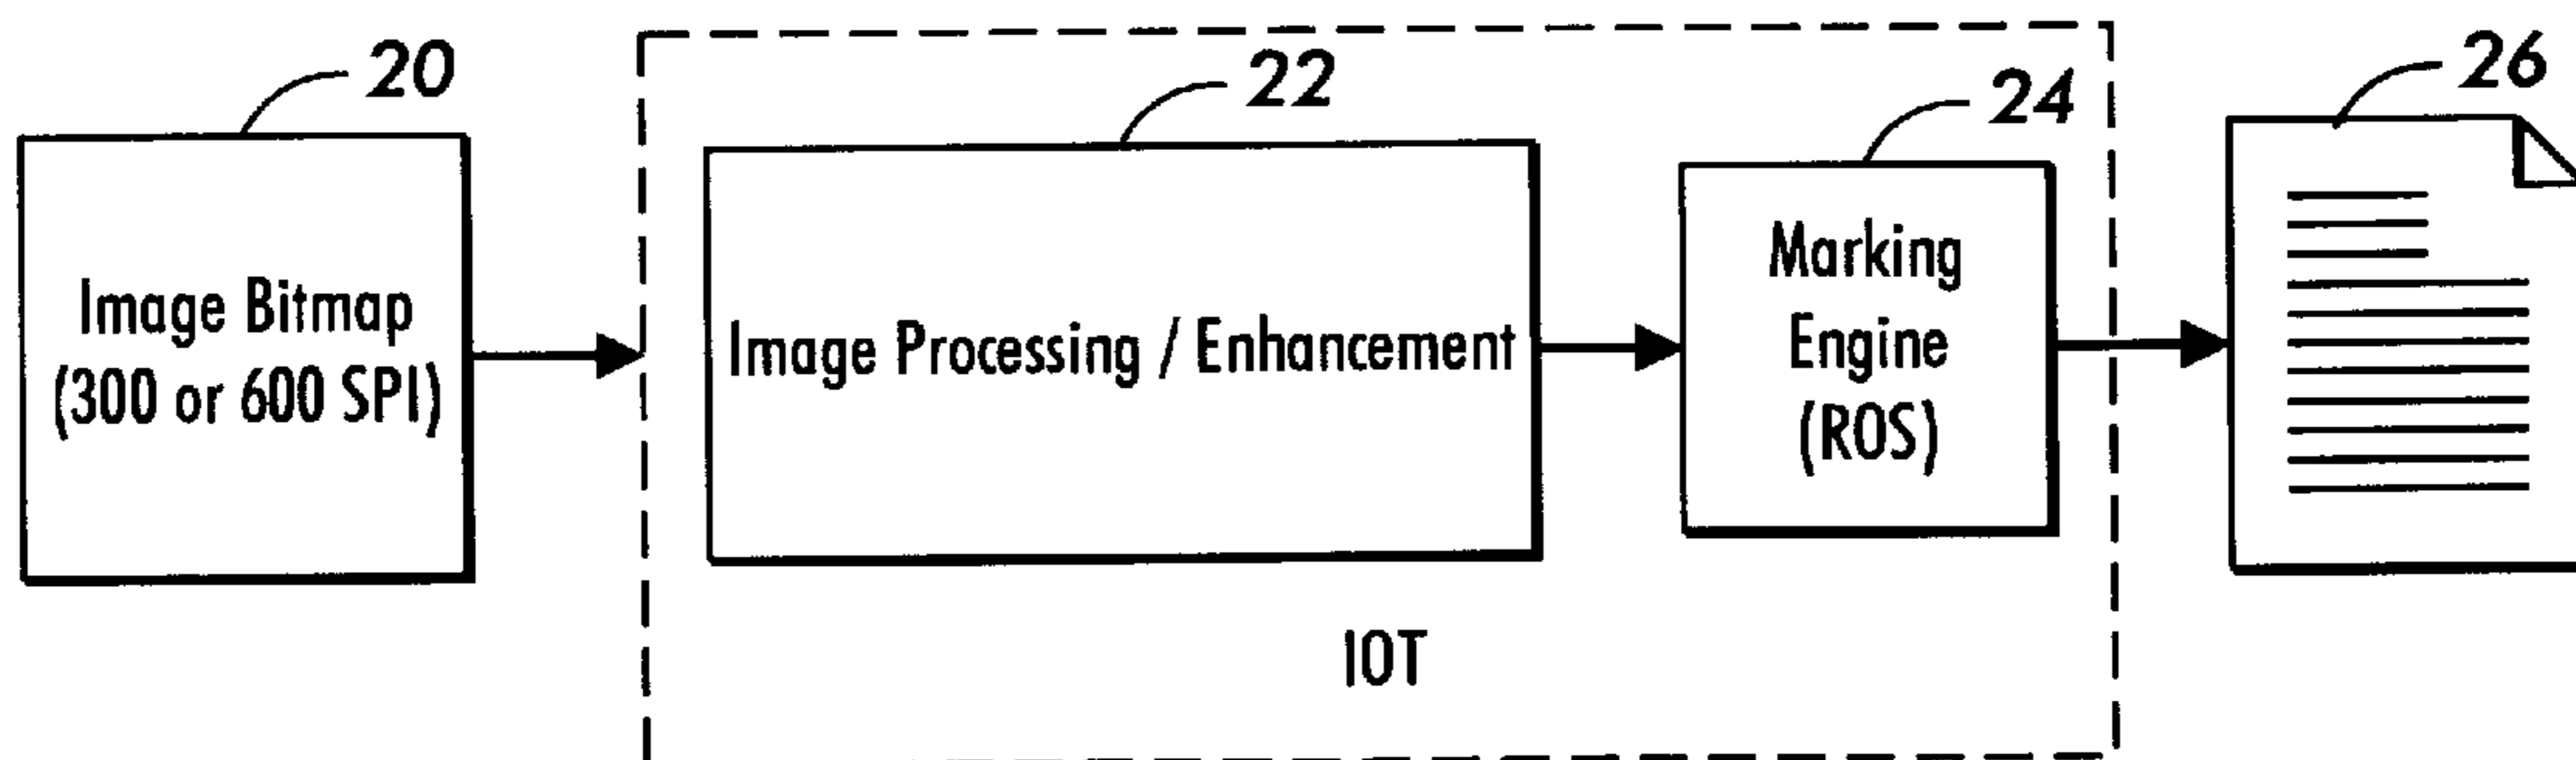 20
22
24
26
Image Bitmap
(300 or 600 SPI)
Image Processing / Enhancement
Marking
Engine
(ROS)
IOT